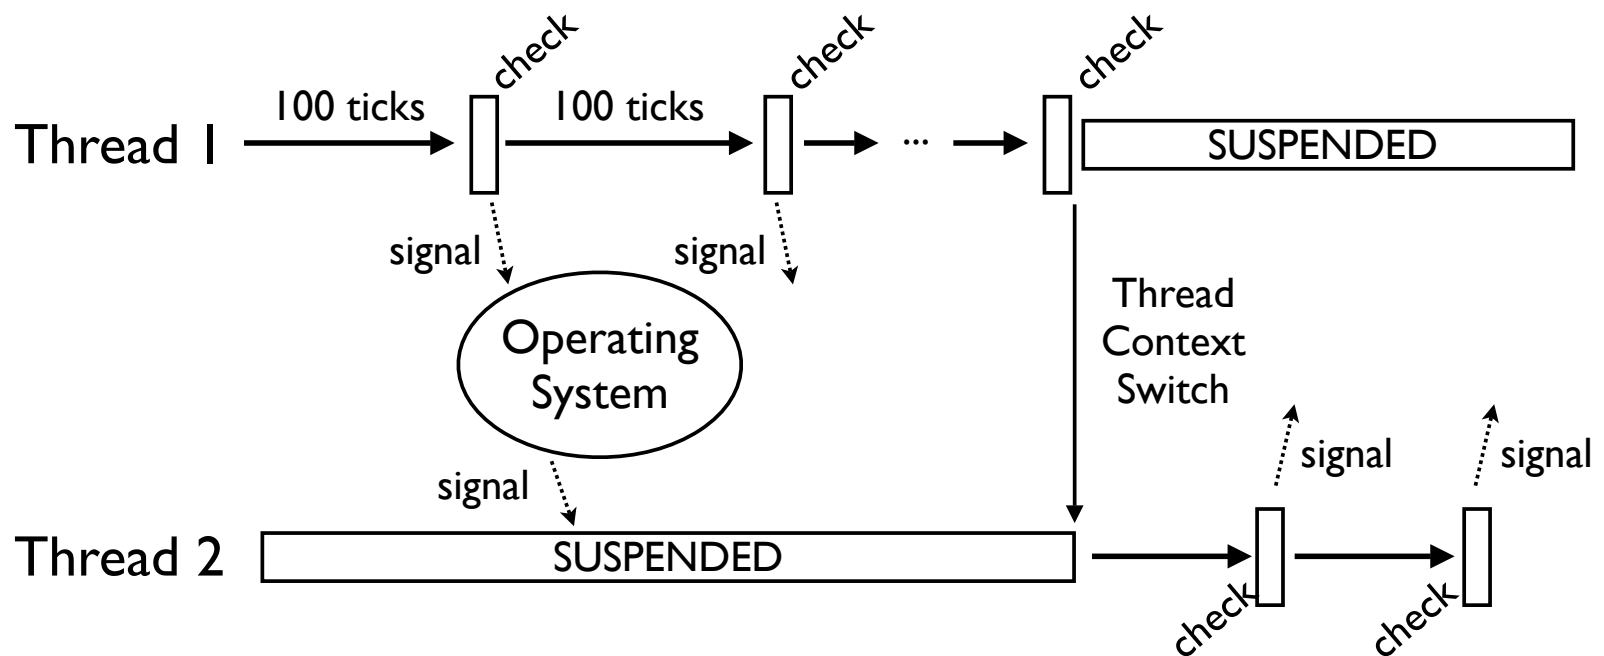 check
check
check
100 ticks
100 ticks
Thread 1
...
SUSPENDED
signal
signal
Thread
Context
Switch
Operating
System
signal
signal
signal
Thread 2
SUSPENDED
check
check